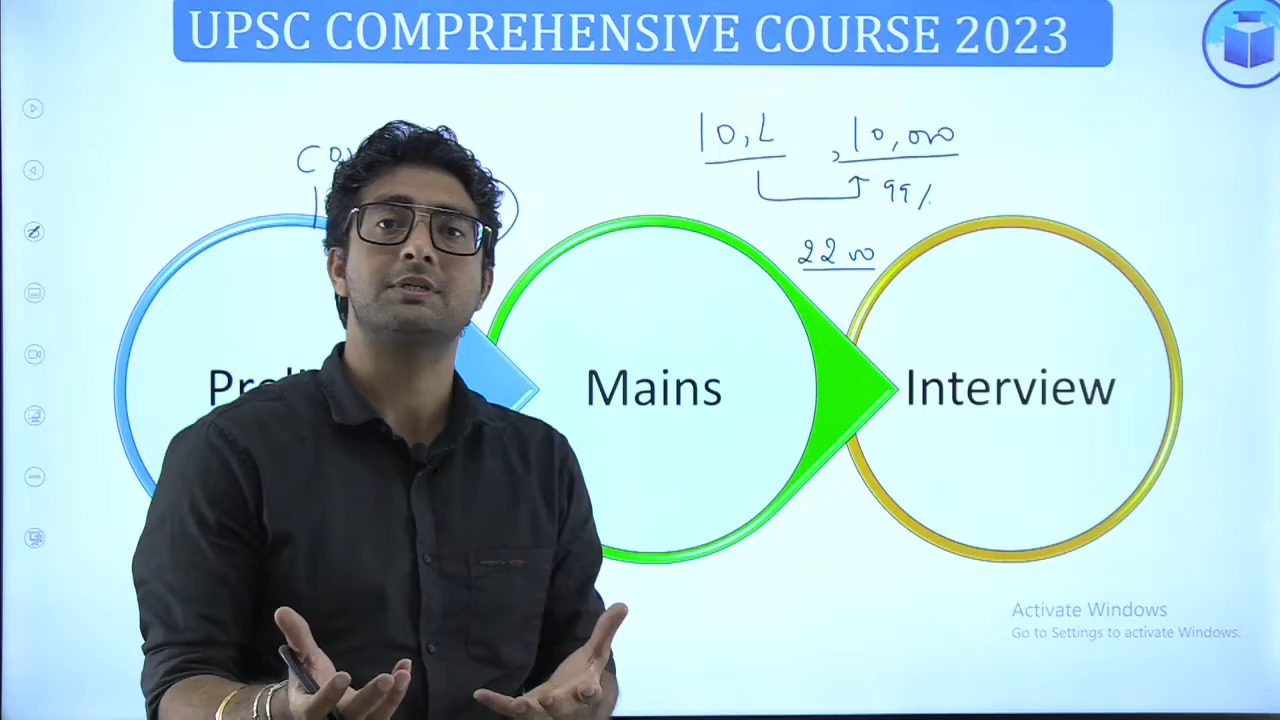 UPSC COMPREHENSIVE COURSE 2023
10,L , 10,000
99%
2200
Mains
Interview
Activate Windows
Go to Settings to activate Windows.